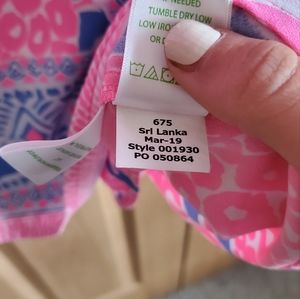 NEEDED
TUMBLE DRY LOW
LOW IRO
OR D
675
Sri Lanka
Mar-19
Style 001930
PO 050864